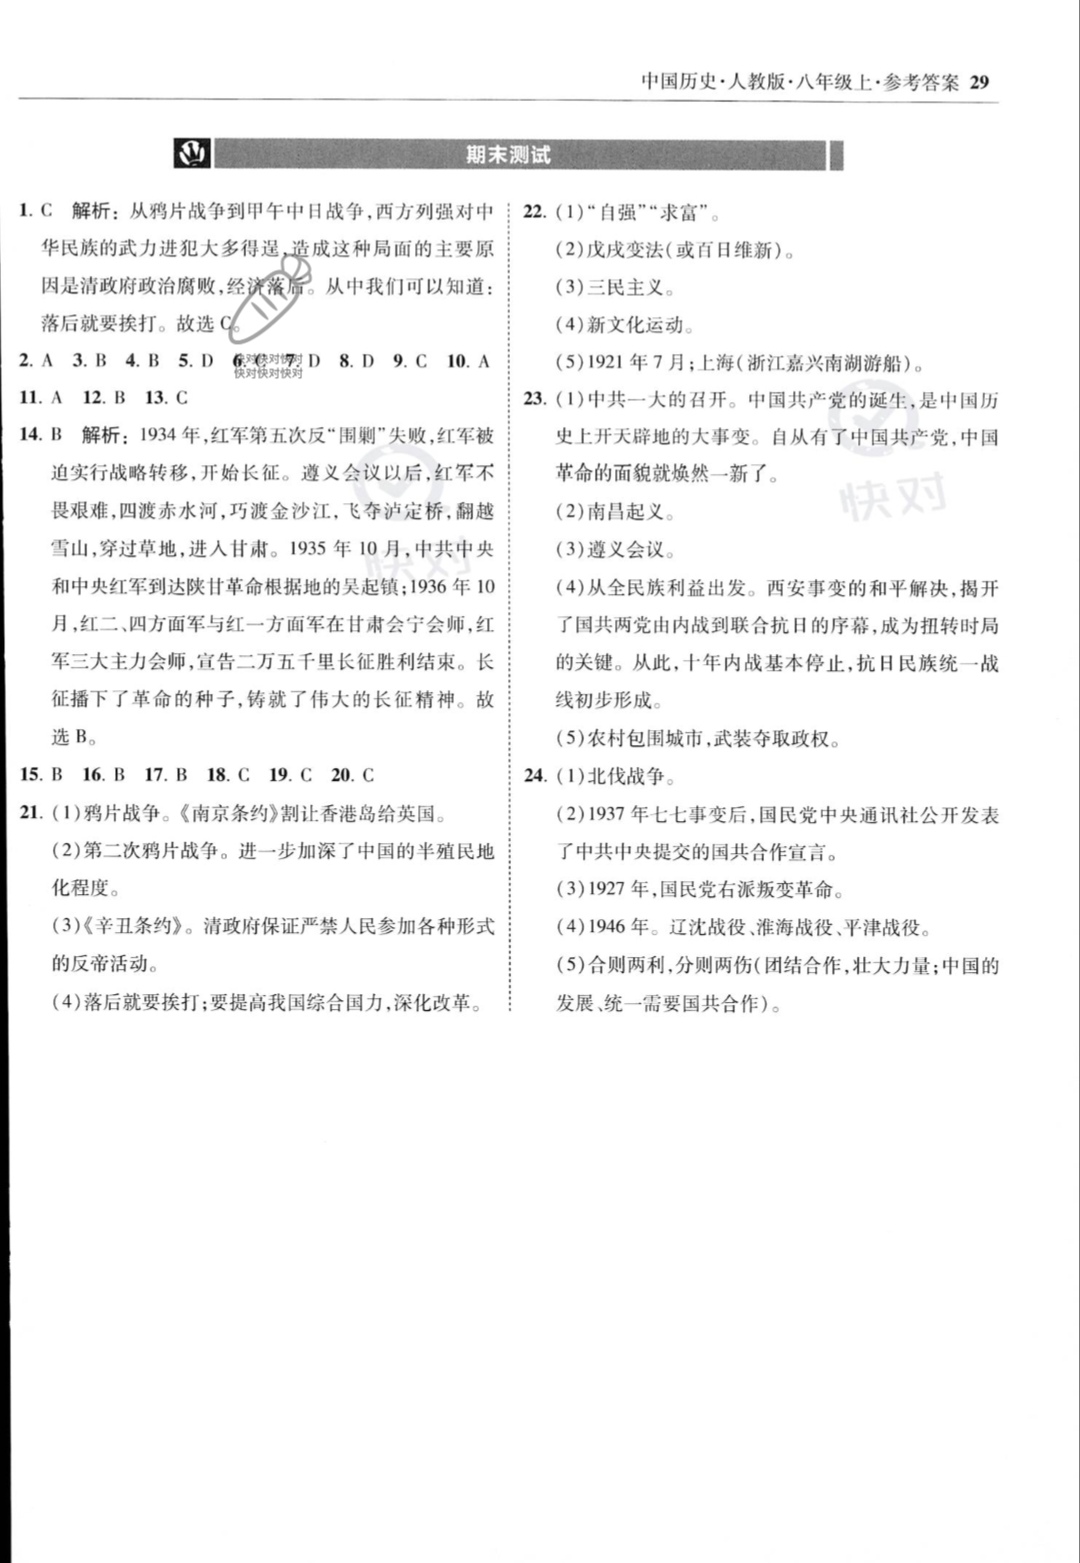 中国历史·人教版·八年级上·参考答案 29
期末测试
1. C 解析：从鸦片战争到甲午中日战争，西方列强对中
华民族的武力进犯大多得逞，造成这种局面的主要原
因是清政府政治腐败，经济落后。从中我们可以知道：
落后就要挨打。故选 C。
2. A 3. B 4. B 5. D 6. C 7. D 8. D 9. C 10. A
快对快对快对
快对快对快对
11. A 12. B 13. C
14. B 解析：1934 年，红军第五次反“围剿”失败，红军被
迫实行战略转移，开始长征。遵义会议以后，红军不
畏艰难，四渡赤水河，巧渡金沙江，飞夺泸定桥，翻越
雪山，穿过草地，进入甘肃。1935 年 10 月，中共中央
和中央红军到达陕甘革命根据地的吴起镇；1936 年 10
月，红二、四方面军与红一方面军在甘肃会宁会师，红
军三大主力会师，宣告二万五千里长征胜利结束。长
征播下了革命的种子，铸就了伟大的长征精神。故
选 B。
快对
15. B 16. B 17. B 18. C 19. C 20. C
21. (1)鸦片战争。《南京条约》割让香港岛给英国。
(2)第二次鸦片战争。进一步加深了中国的半殖民地
化程度。
(3)《辛丑条约》。清政府保证严禁人民参加各种形式
的反帝活动。
(4)落后就要挨打；要提高我国综合国力，深化改革。
22. (1)“自强”“求富”。
(2)戊戌变法(或百日维新)。
(3)三民主义。
(4)新文化运动。
(5)1921 年 7 月；上海(浙江嘉兴南湖游船)。
23. (1)中共一大的召开。中国共产党的诞生，是中国历
史上开天辟地的大事变。自从有了中国共产党，中国
革命的面貌就焕然一新了。
快对
(2)南昌起义。
(3)遵义会议。
(4)从全民族利益出发。西安事变的和平解决，揭开
了国共两党由内战到联合抗日的序幕，成为扭转时局
的关键。从此，十年内战基本停止，抗日民族统一战
线初步形成。
(5)农村包围城市，武装夺取政权。
24. (1)北伐战争。
(2)1937 年七七事变后，国民党中央通讯社公开发表
了中共中央提交的国共合作宣言。
(3)1927 年，国民党右派叛变革命。
(4)1946 年。辽沈战役、淮海战役、平津战役。
(5)合则两利，分则两伤(团结合作，壮大力量；中国的
发展、统一需要国共合作)。